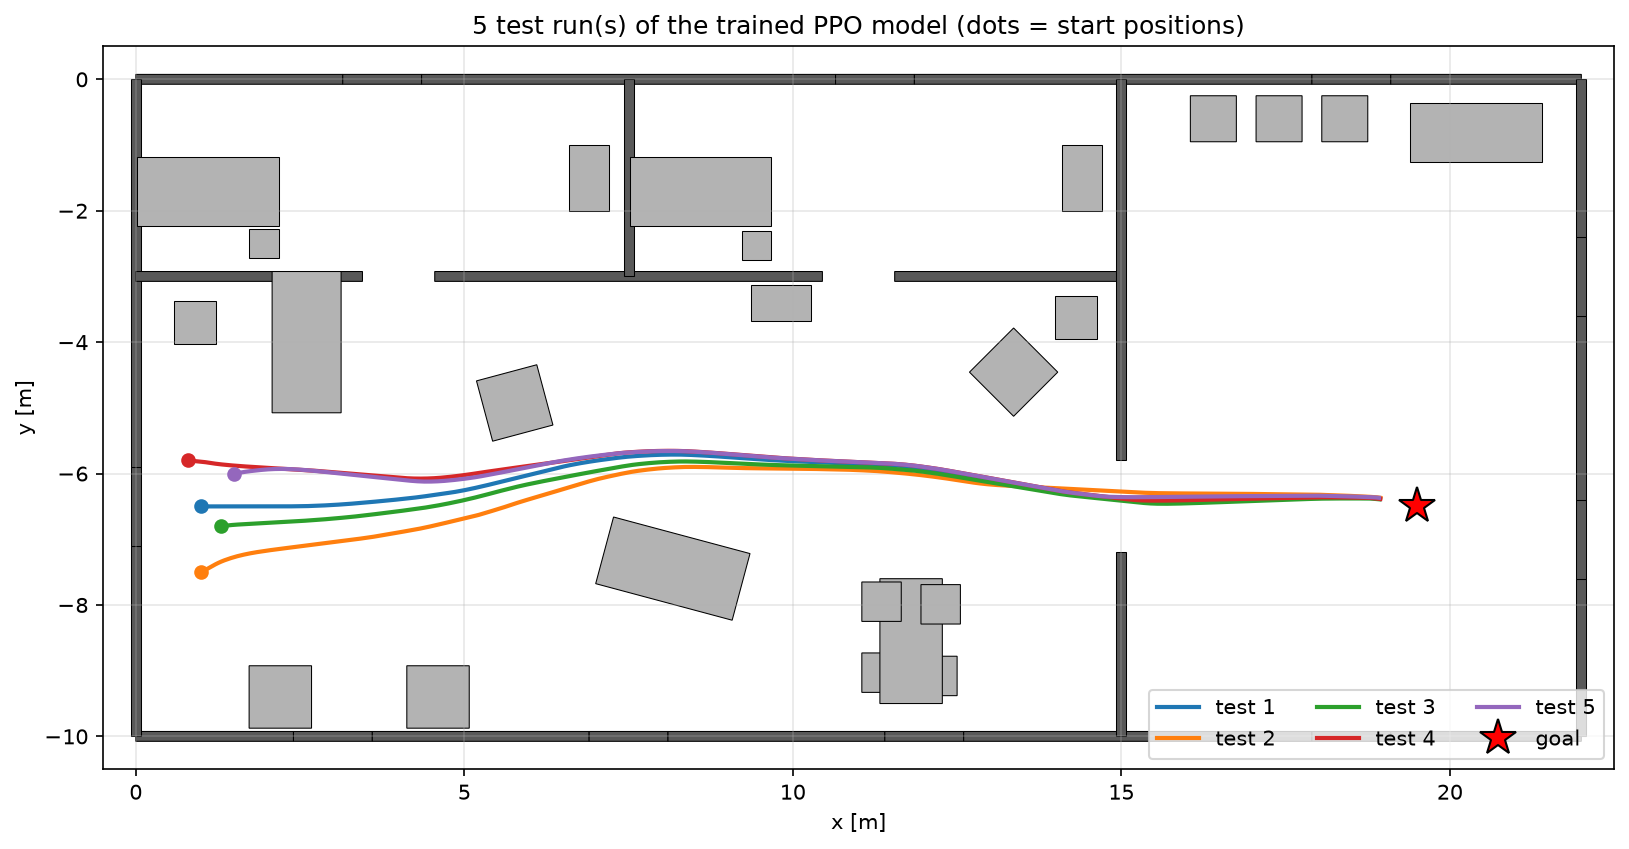 5 test run(s) of the trained PPO model (dots = start positions)
0
−2
−4
−6
−8
−10
y [m]
0 5 10 15 20
x [m]
test 1 test 3 test 5
test 2 test 4 goal